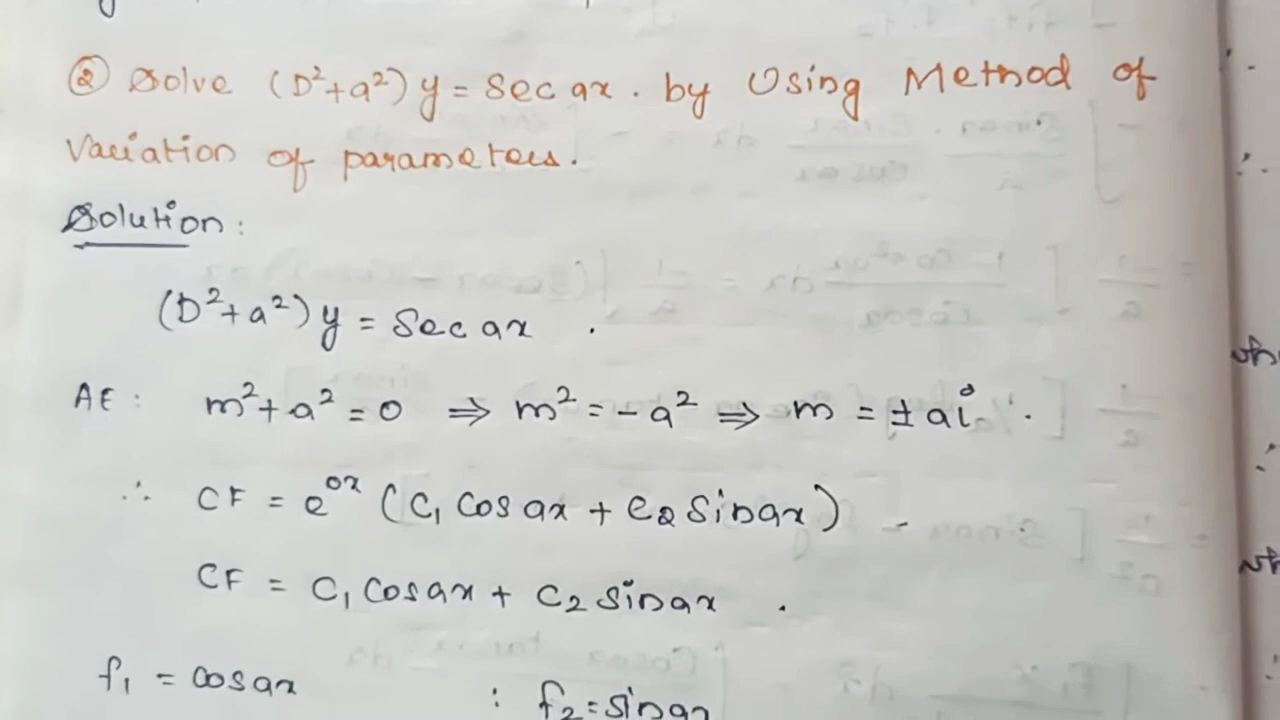 ② Solve (D²+a²) y = Sec ax . by Using Method of
Variation of parameters.
Solution:
(D²+a²) y = Sec ax .
AE : m²+a² = 0 ⇒ m² = -a² ⇒ m = ±ai .
∴ CF = e⁰ˣ (C₁ Cos ax + C₂ Sin ax)
CF = C₁ Cos ax + C₂ Sin ax .
f₁ = Cos ax : f₂ = Sin ax